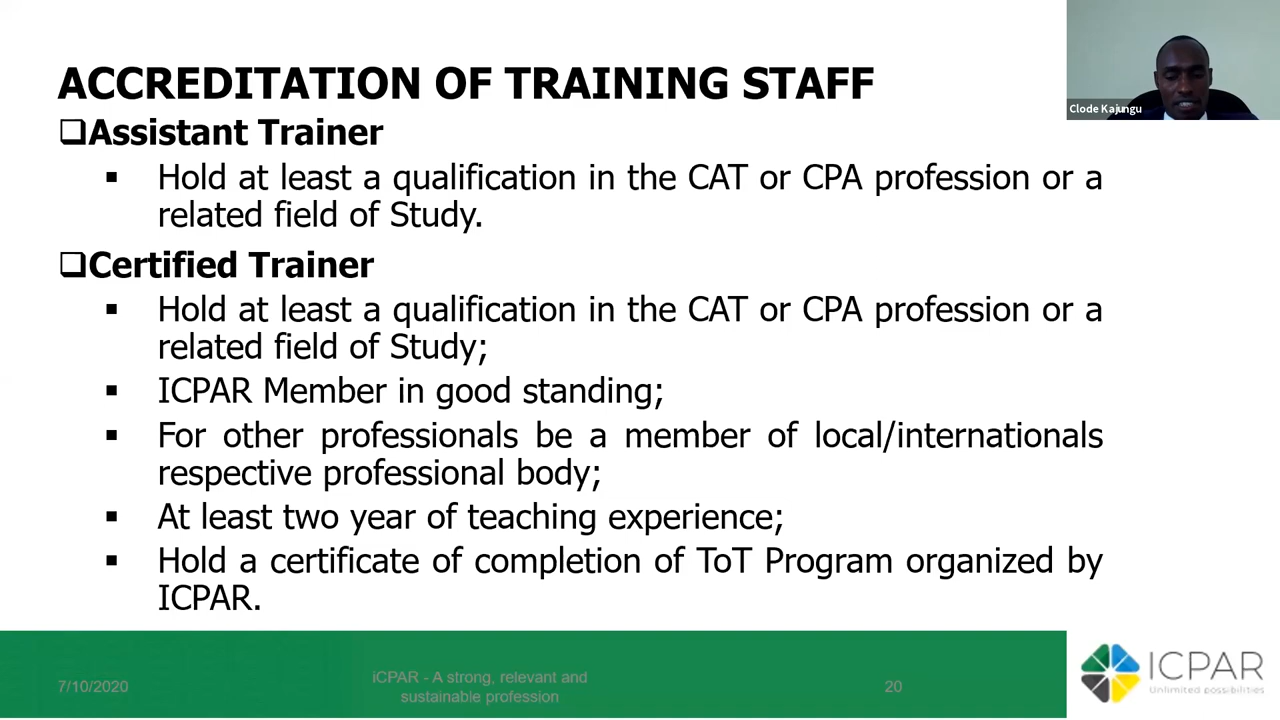 ACCREDITATION OF TRAINING STAFF
Clode Kajungu
❑Assistant Trainer
▪ Hold at least a qualification in the CAT or CPA profession or a
related field of Study.
❑Certified Trainer
▪ Hold at least a qualification in the CAT or CPA profession or a
related field of Study;
▪ ICPAR Member in good standing;
▪ For other professionals be a member of local/internationals
respective professional body;
▪ At least two year of teaching experience;
▪ Hold a certificate of completion of ToT Program organized by
ICPAR.
7/10/2020
iCPAR - A strong, relevant and
sustainable profession
20
ICPAR
Unlimited possibilities